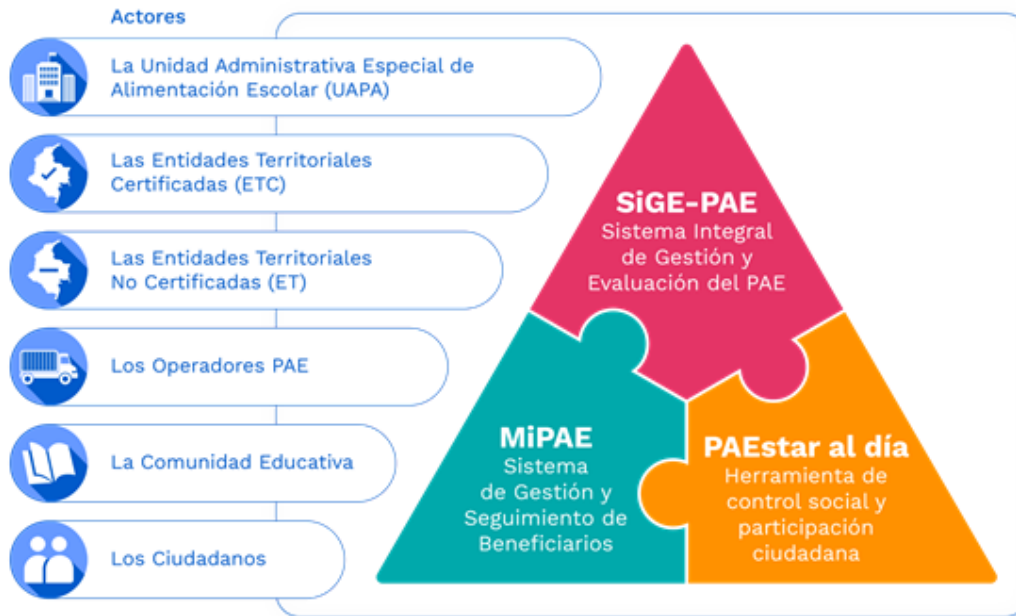 Actores
La Unidad Administrativa Especial de
Alimentación Escolar (UAPA)
Las Entidades Territoriales
Certificadas (ETC)
Las Entidades Territoriales
No Certificadas (ET)
Los Operadores PAE
La Comunidad Educativa
Los Ciudadanos
SiGE-PAE
Sistema Integral
de Gestión y
Evaluación del PAE
MiPAE
Sistema
de Gestión y
Seguimiento de
Beneficiarios
PAEstar al día
Herramienta de
control social y
participación
ciudadana